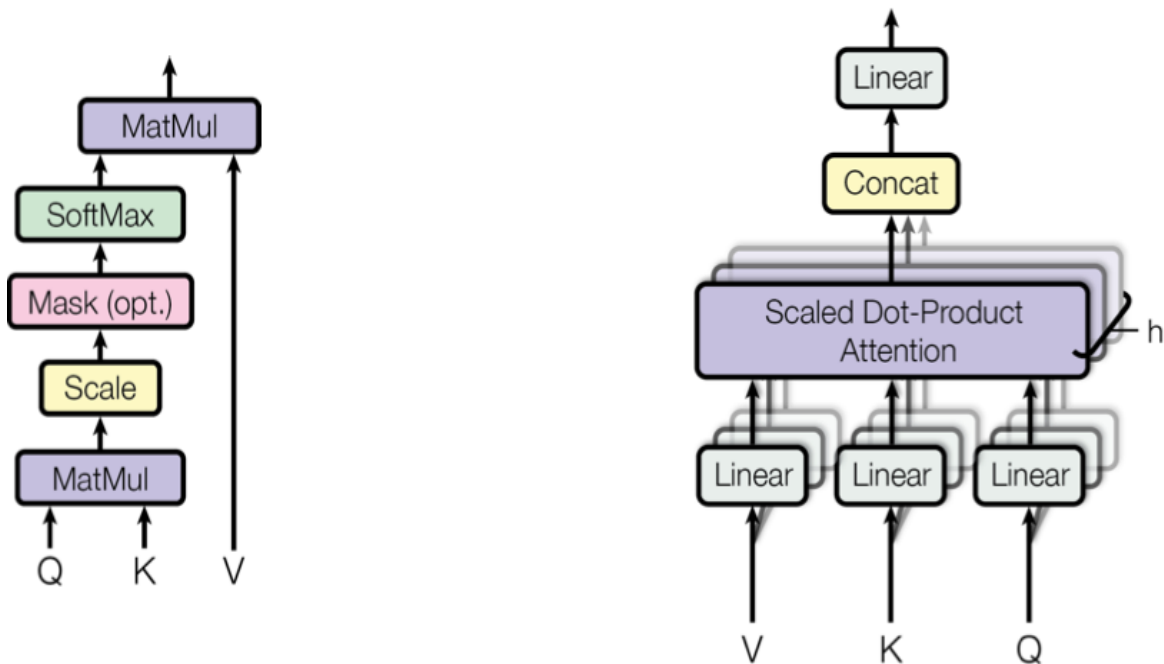 MatMul
SoftMax
Mask (opt.)
Scale
MatMul
Q K V
Linear
Concat
Scaled Dot-Product
Attention
h
Linear Linear Linear
V K Q